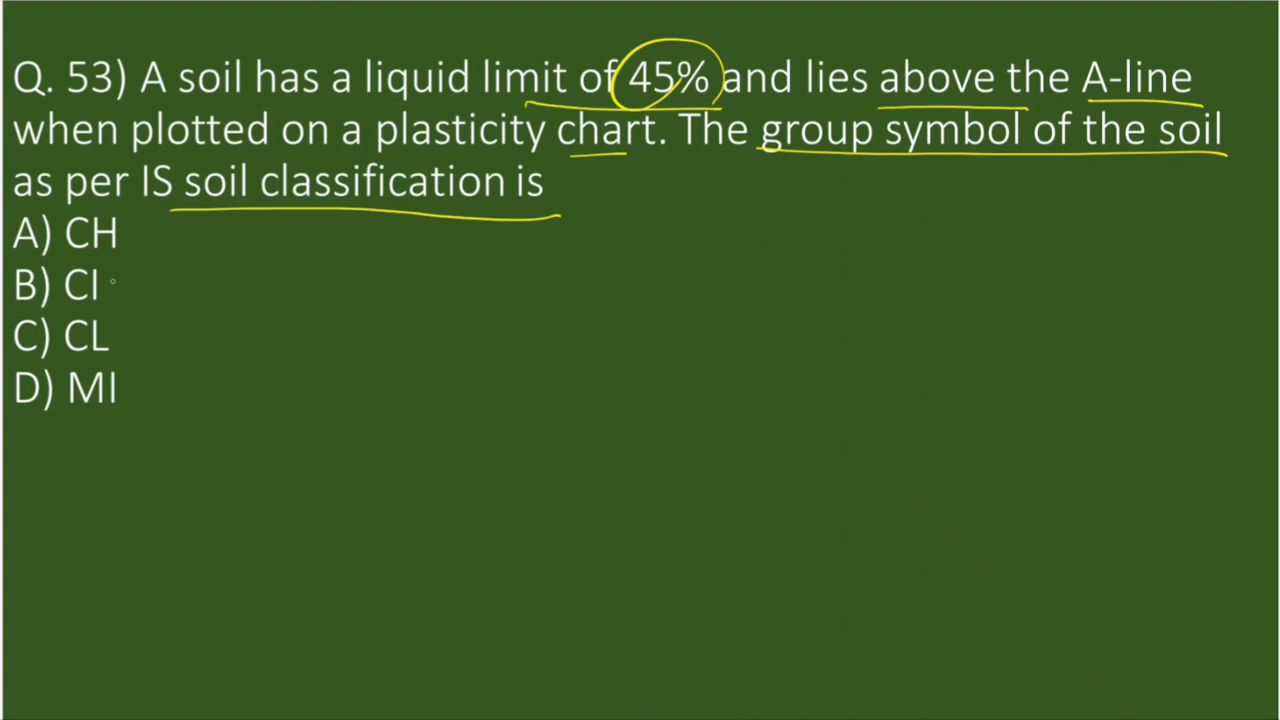 Q. 53) A soil has a liquid limit of 45% and lies above the A-line
when plotted on a plasticity chart. The group symbol of the soil
as per IS soil classification is
A) CH
B) CI
C) CL
D) MI